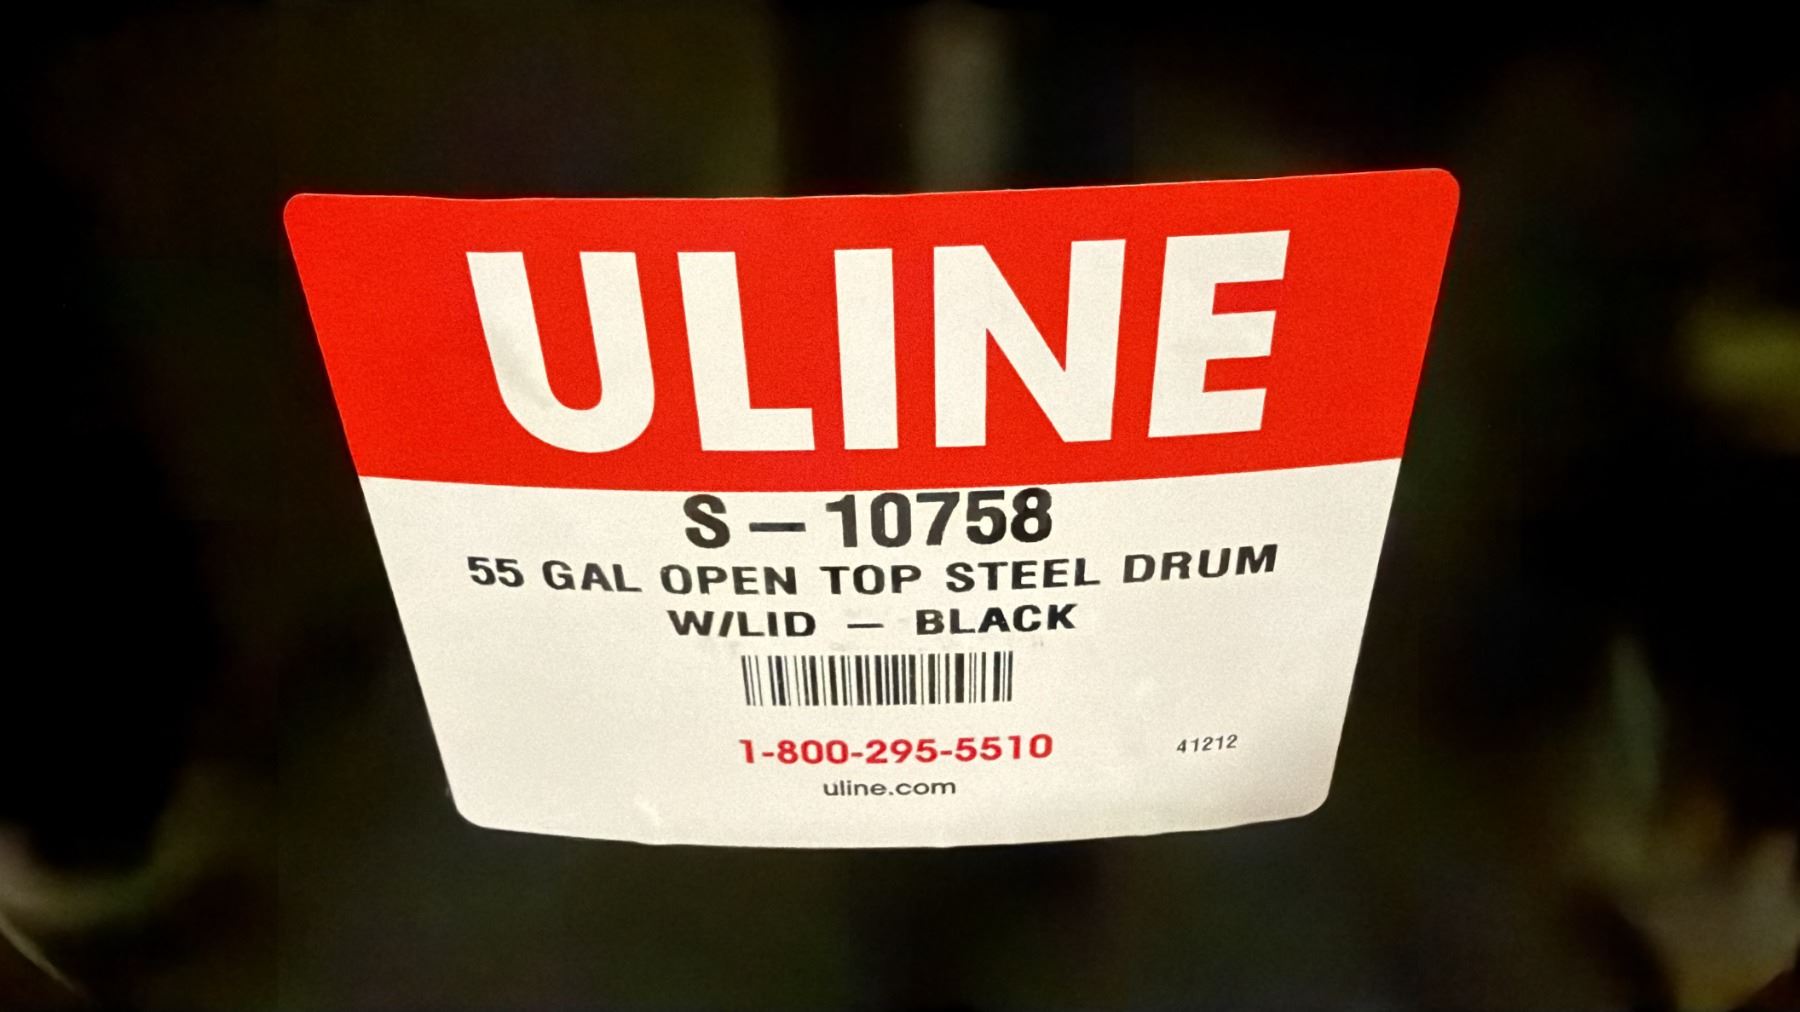 ULINE
S – 10758
55 GAL OPEN TOP STEEL DRUM
W/LID – BLACK
1-800-295-5510
41212
uline.com